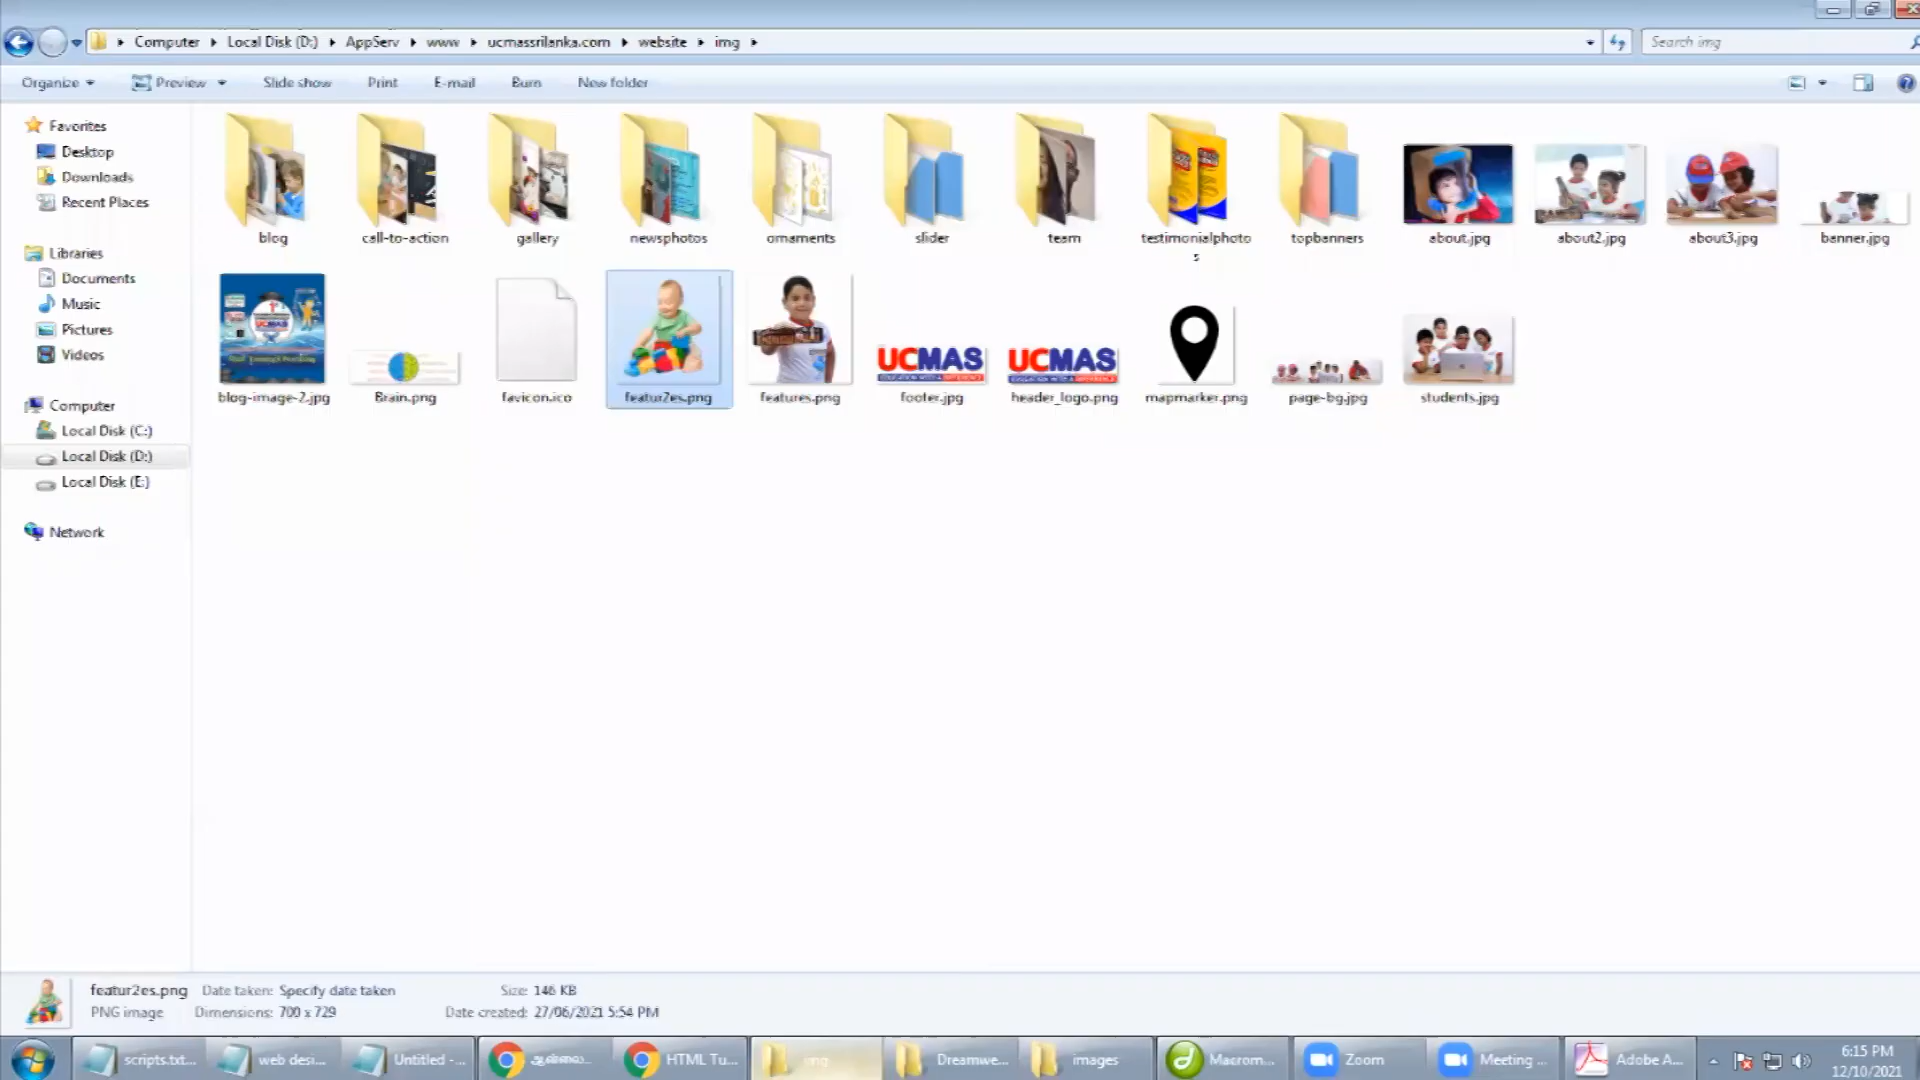 Computer Local Disk (D:) AppServ www ucmassrilanka.com website img
Search img
Organize Preview Slide show Print E-mail Burn New folder
Favorites
Desktop
Downloads
Recent Places
Libraries
Documents
Music
Pictures
Videos
Computer
Local Disk (C:)
Local Disk (D:)
Local Disk (E:)
Network
blog call-to-action gallery newsphotos ornaments slider team testimonialphoto topbanners about.jpg about2.jpg about3.jpg banner.jpg
s
UCMAS
UCMAS UCMAS
blog-image-2.jpg Brain.png favicon.ico featur2es.png features.png footer.jpg header_logo.png mapmarker.png page-bg.jpg students.jpg
featur2es.png Date taken: Specify date taken Size: 146 KB
PNG image Dimensions: 700 x 729 Date created: 27/06/2021 5:54 PM
scripts.txt... web desi... Untitled -... HTML Tu... img Dreamwe... images Macrom... Zoom Meeting ... Adobe A...
6:15 PM
12/10/2021